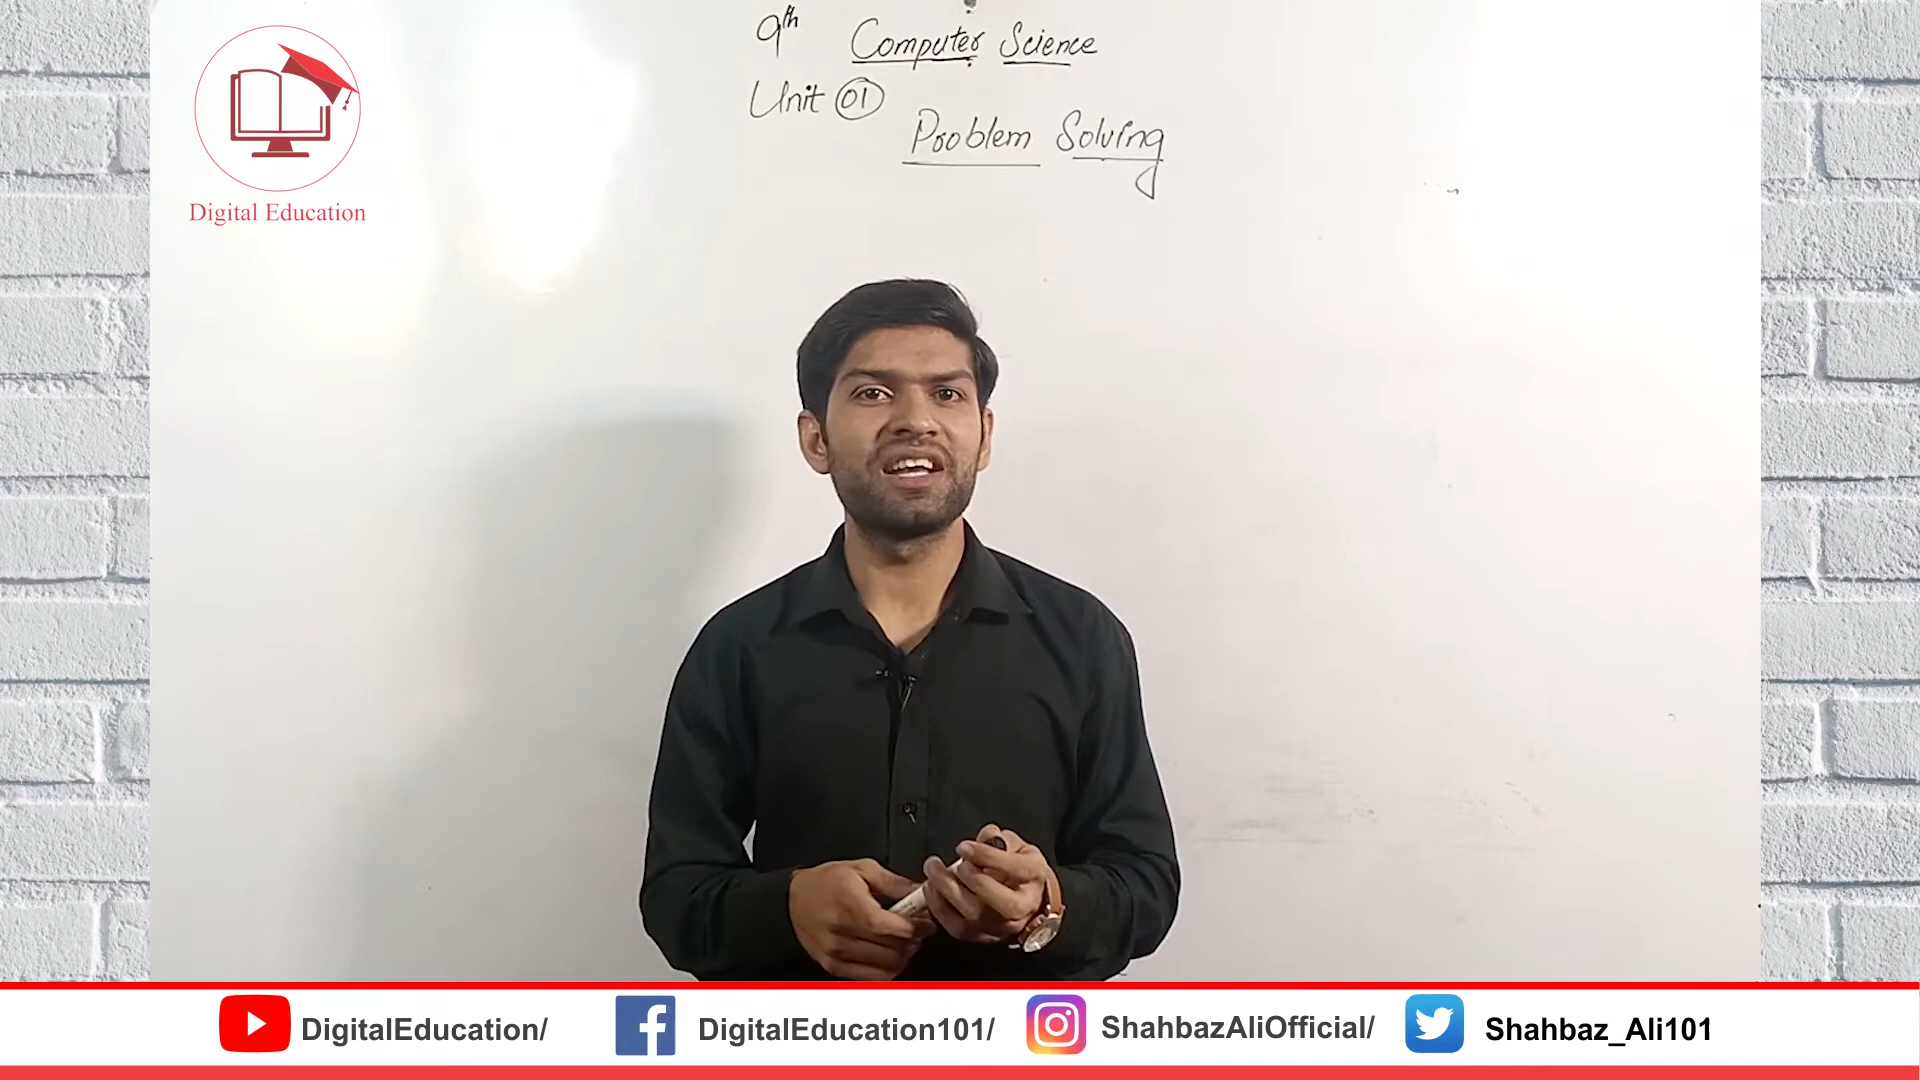 9th Computer Science
Unit 01
Problem Solving
Digital Education
DigitalEducation/
DigitalEducation101/
ShahbazAliOfficial/
Shahbaz_Ali101